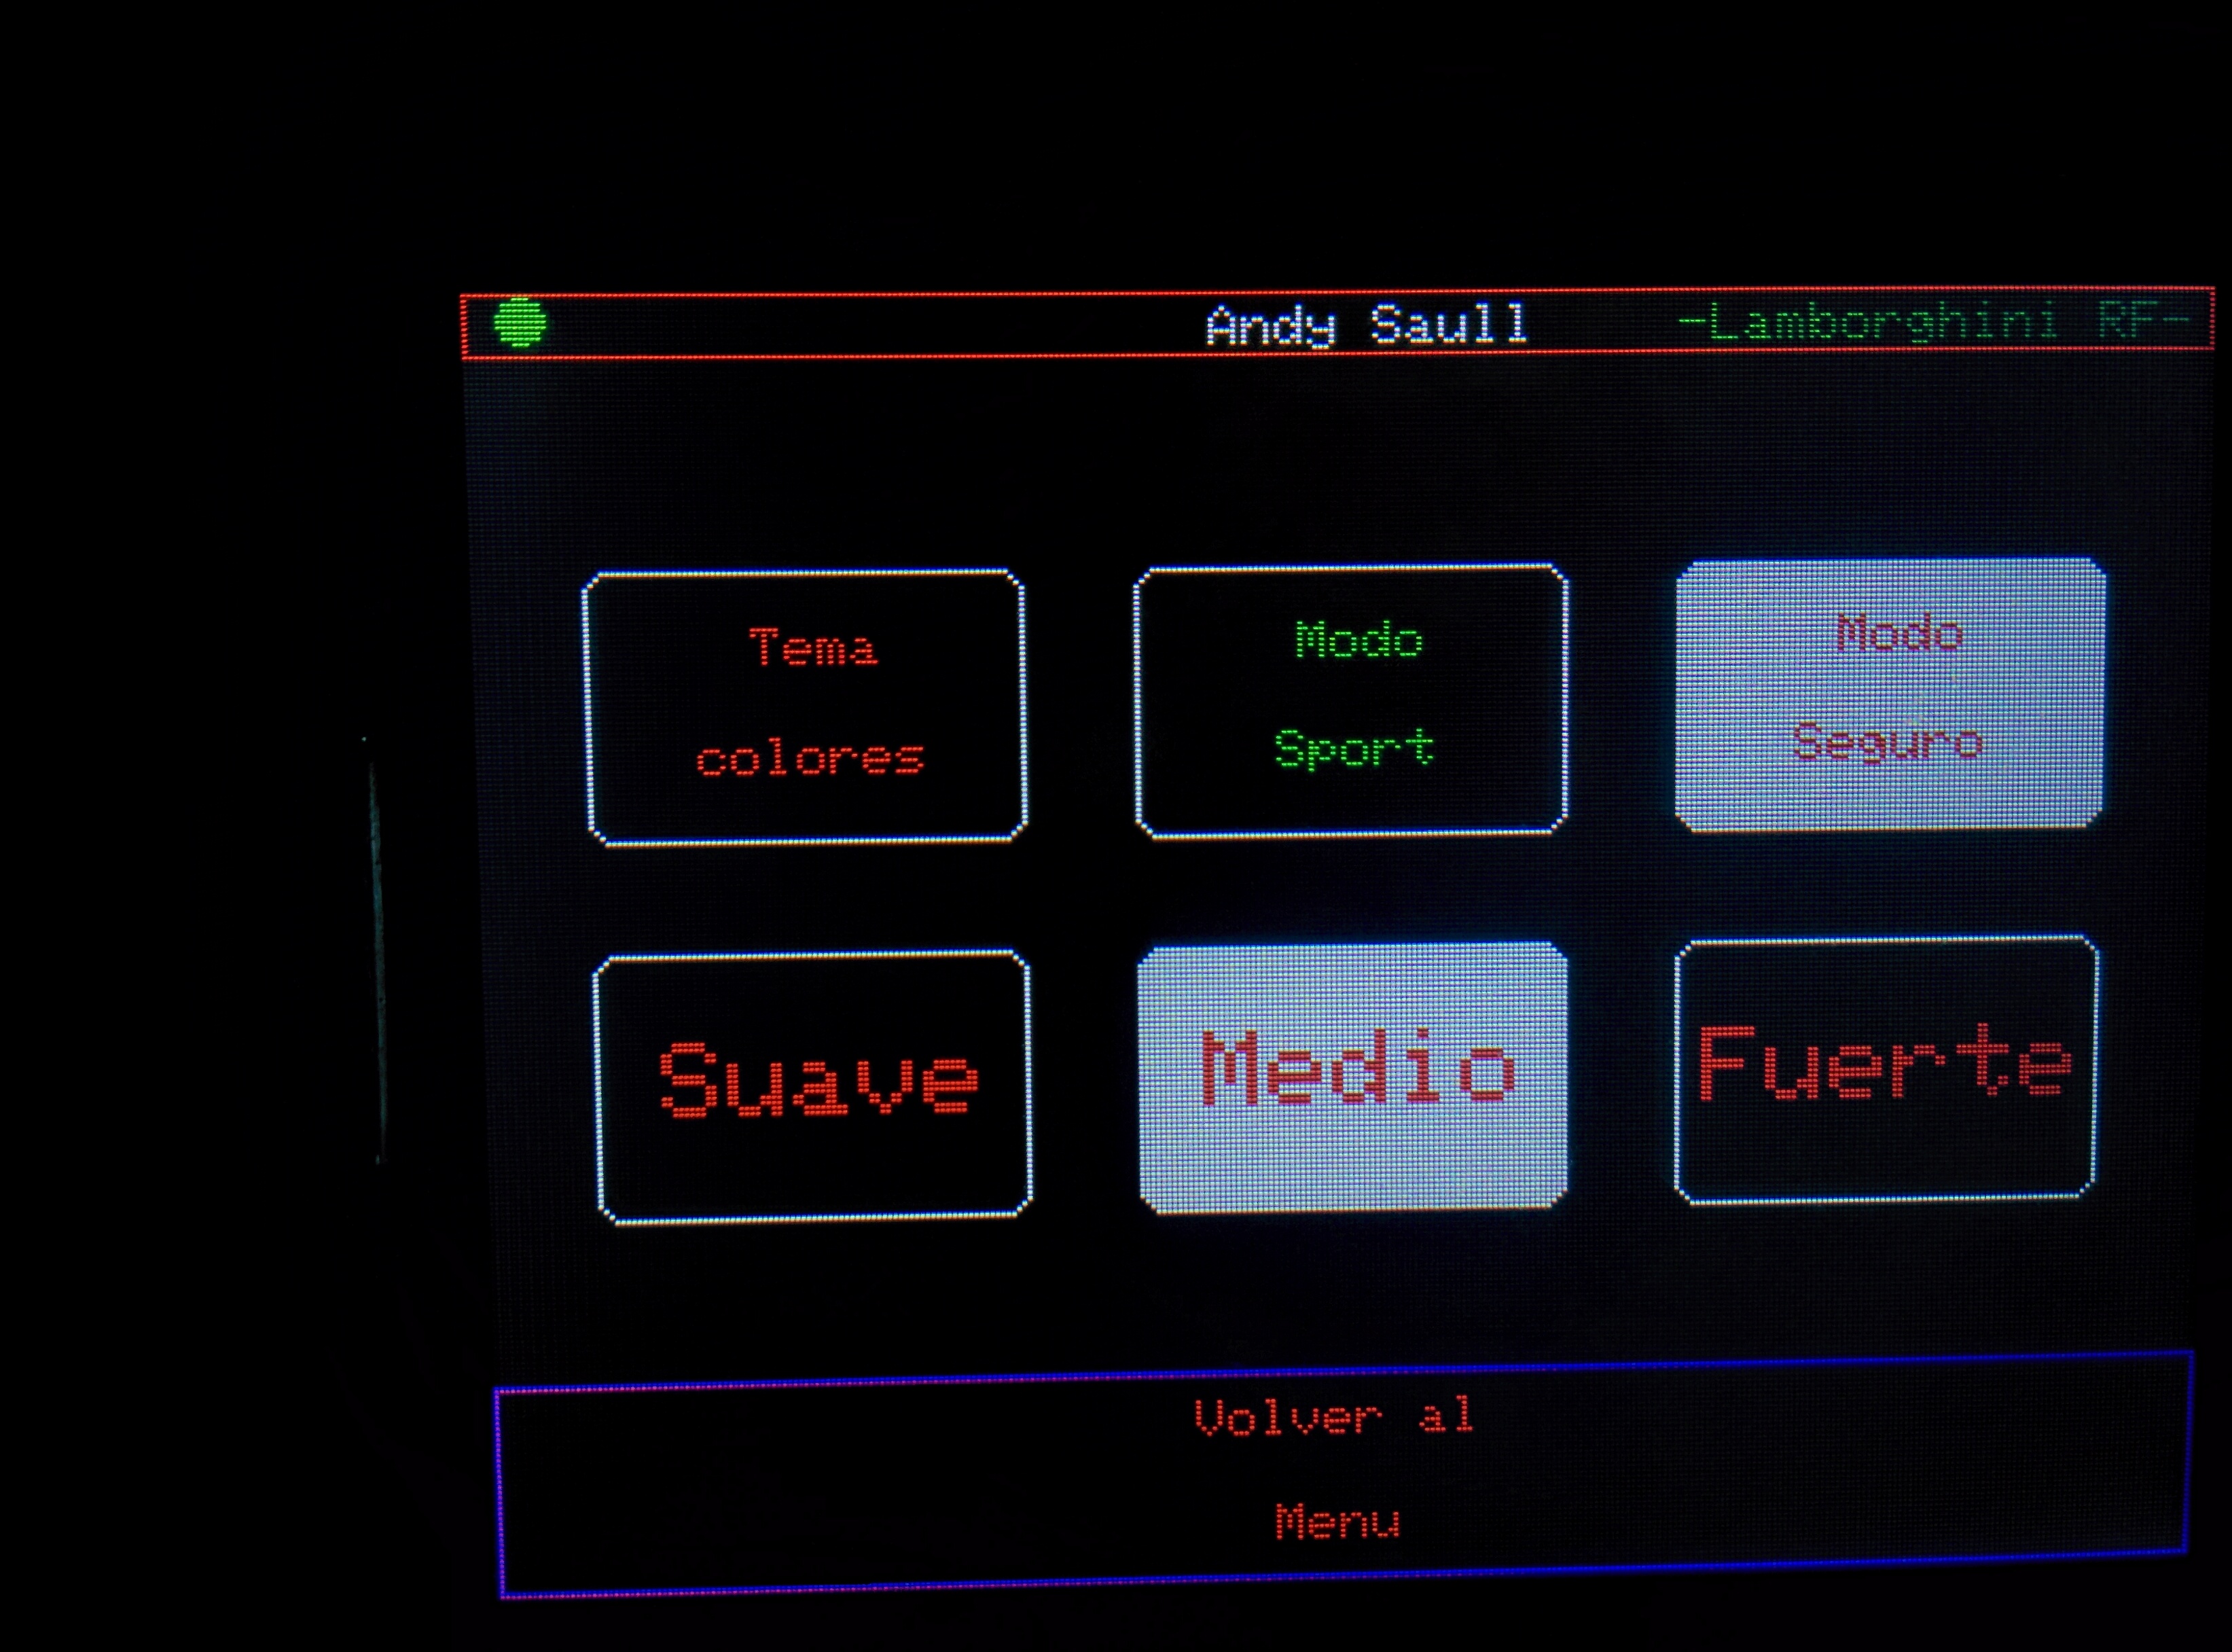 Andy Saull -Lamborghini RF-
Tema
colores
Modo
Sport
Modo
Seguro
Suave
Medio
Fuerte
Volver al
Menu